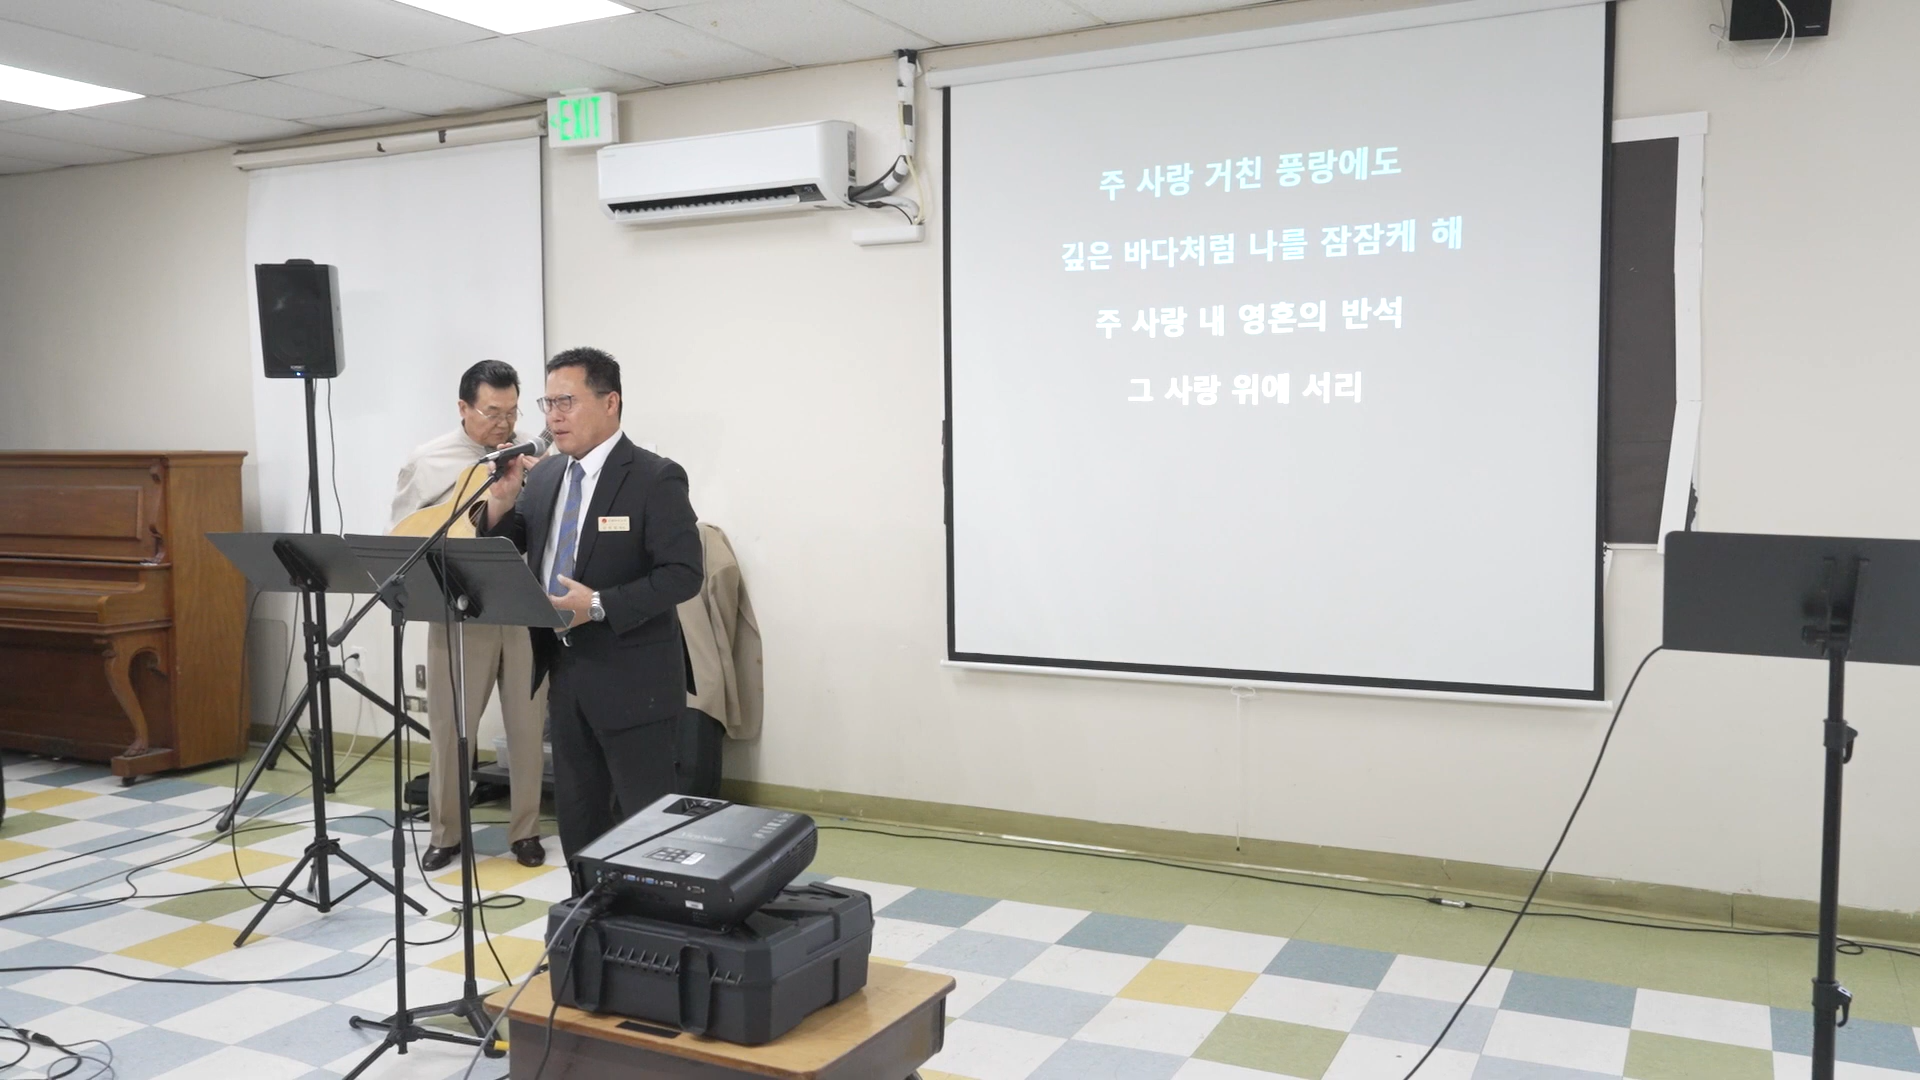 EXIT
주 사랑 거친 풍랑에도
깊은 바다처럼 나를 잠잠케 해
주 사랑 내 영혼의 반석
그 사랑 위에 서리
ViewSonic